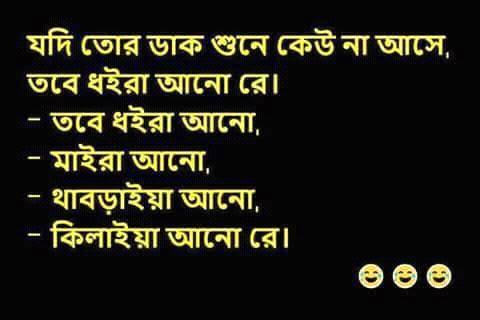 যদি তোর ডাক শুনে কেউ না আসে,
তবে ধইরা আনো রে।
- তবে ধইরা আনো,
- মাইরা আনো,
- থাবড়াইয়া আনো,
- কিলাইয়া আনো রে।
😂 😂 😂